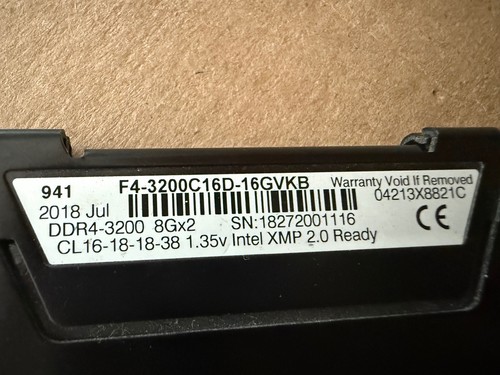 941 F4-3200C16D-16GVKB Warranty Void If Removed
2018 Jul 04213X8821C
DDR4-3200 8Gx2 SN:18272001116 CE
CL16-18-18-38 1.35v Intel XMP 2.0 Ready